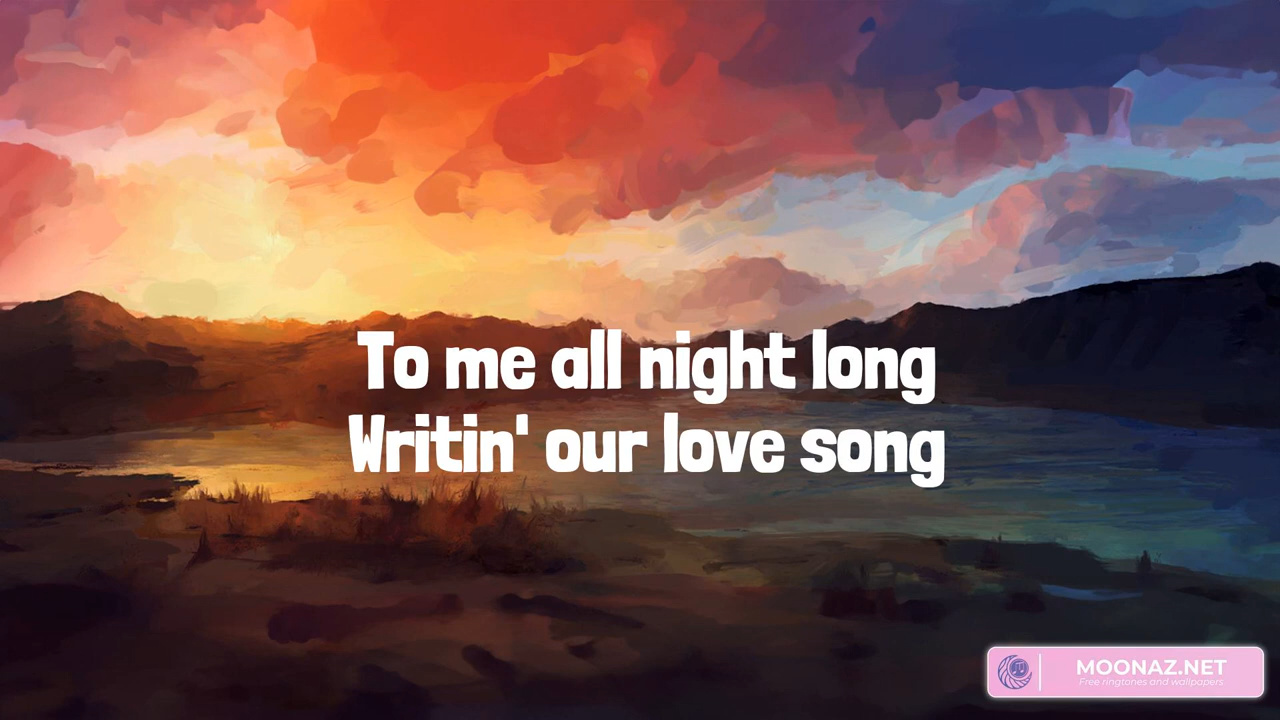 To me all night long
Writin' our love song
MOONAZ.NET
Free ringtones and wallpapers